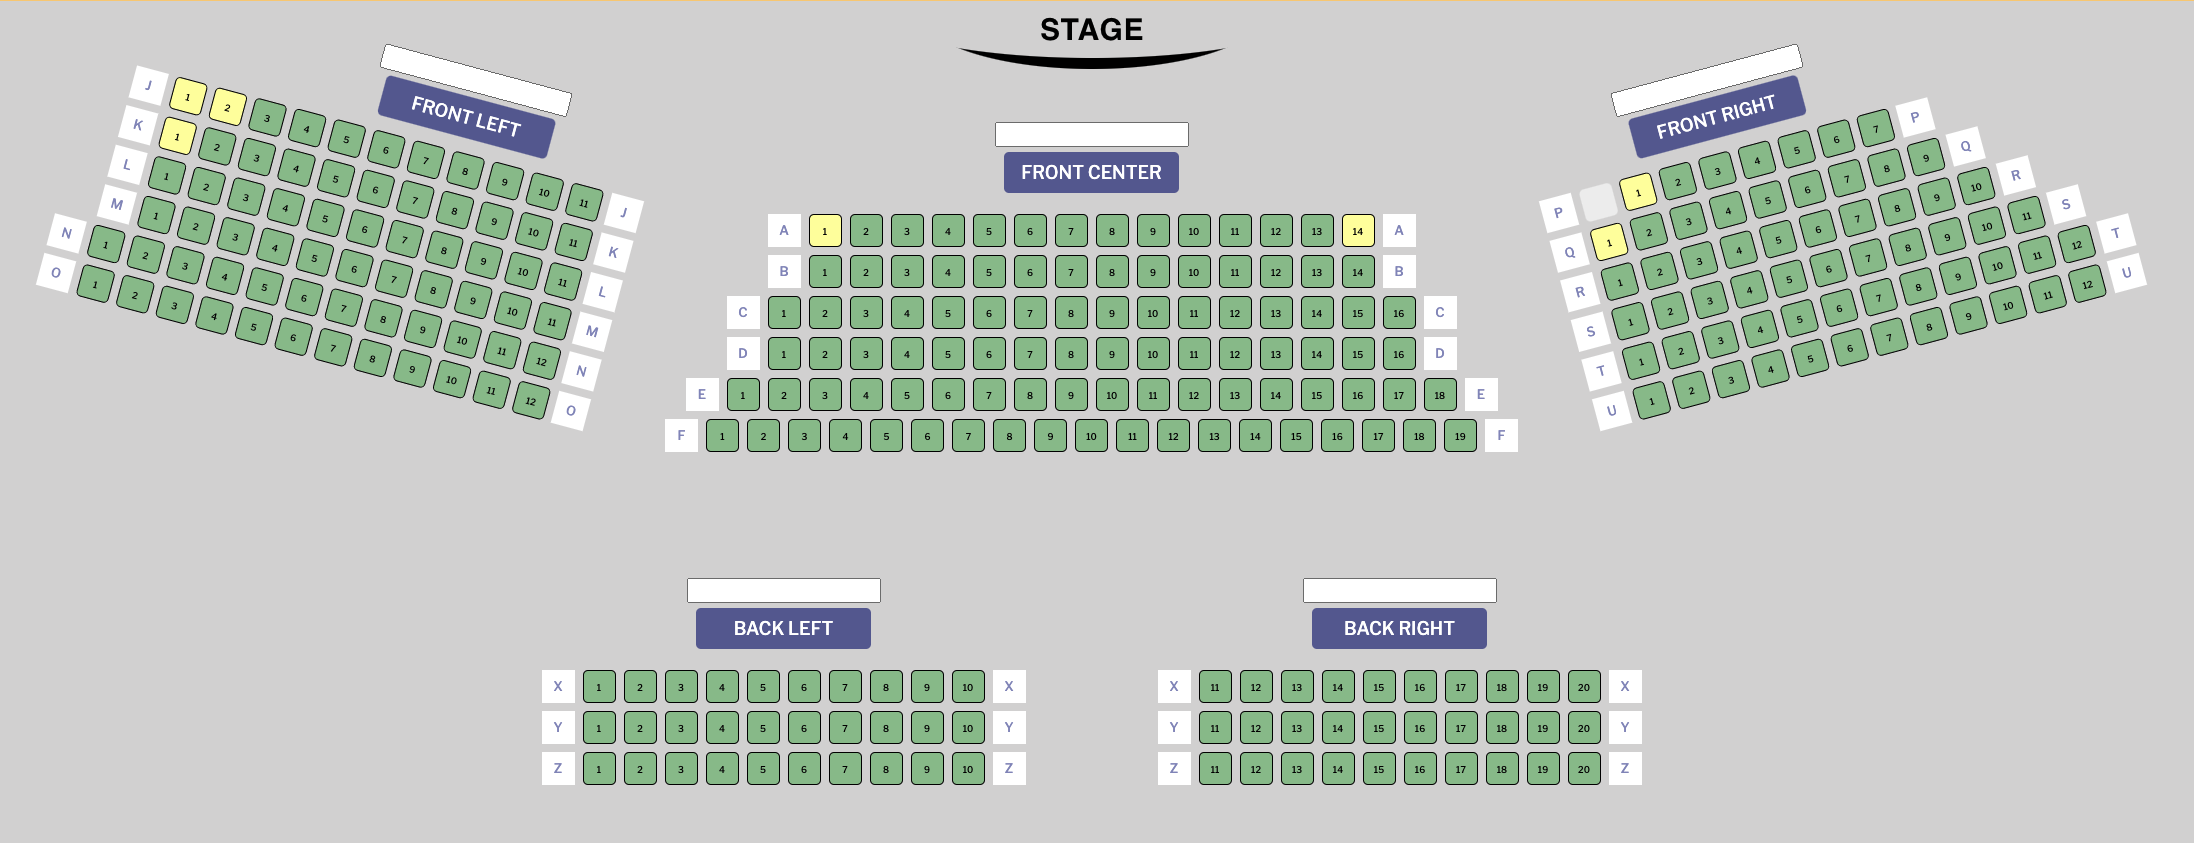 STAGE
FRONT LEFT
J 1 2 3 4 5 6 7 8 9 10 11 J
K 1 2 3 4 5 6 7 8 9 10 11 K
L 1 2 3 4 5 6 7 8 9 10 11 L
M 1 2 3 4 5 6 7 8 9 10 11 M
N 1 2 3 4 5 6 7 8 9 10 11 12 N
O 1 2 3 4 5 6 7 8 9 10 11 12 O
FRONT CENTER
A 1 2 3 4 5 6 7 8 9 10 11 12 13 14 A
B 1 2 3 4 5 6 7 8 9 10 11 12 13 14 B
C 1 2 3 4 5 6 7 8 9 10 11 12 13 14 15 16 C
D 1 2 3 4 5 6 7 8 9 10 11 12 13 14 15 16 D
E 1 2 3 4 5 6 7 8 9 10 11 12 13 14 15 16 17 18 E
F 1 2 3 4 5 6 7 8 9 10 11 12 13 14 15 16 17 18 19 F
FRONT RIGHT
P 1 2 3 4 5 6 7 P
Q 1 2 3 4 5 6 7 8 9 Q
R 1 2 3 4 5 6 7 8 9 10 R
S 1 2 3 4 5 6 7 8 9 10 11 S
T 1 2 3 4 5 6 7 8 9 10 11 12 T
U 1 2 3 4 5 6 7 8 9 10 11 12 U
BACK LEFT
X 1 2 3 4 5 6 7 8 9 10 X
Y 1 2 3 4 5 6 7 8 9 10 Y
Z 1 2 3 4 5 6 7 8 9 10 Z
BACK RIGHT
X 11 12 13 14 15 16 17 18 19 20 X
Y 11 12 13 14 15 16 17 18 19 20 Y
Z 11 12 13 14 15 16 17 18 19 20 Z